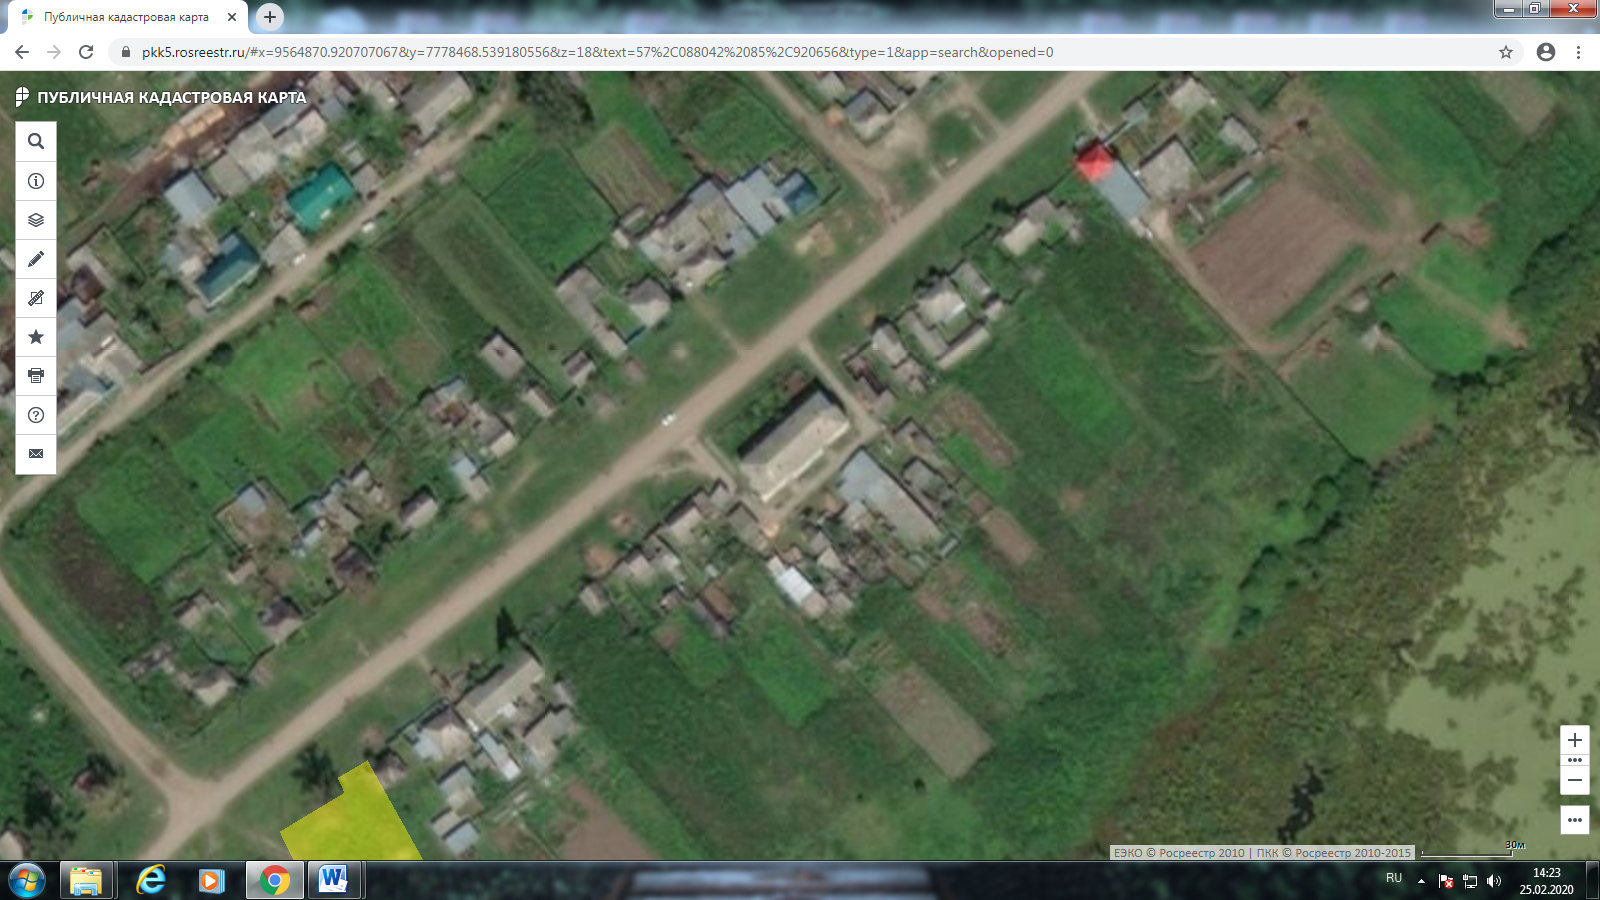 Публичная кадастровая карта
pkk5.rosreestr.ru/#x=9564870.920707067&y=7778468.539180556&z=18&text=57%2C088042%2085%2C920656&type=1&app=search&opened=0
ПУБЛИЧНАЯ КАДАСТРОВАЯ КАРТА
ЕЭКО © Росреестр 2010 | ПКК © Росреестр 2010-2015
30м
RU
14:23
25.02.2020